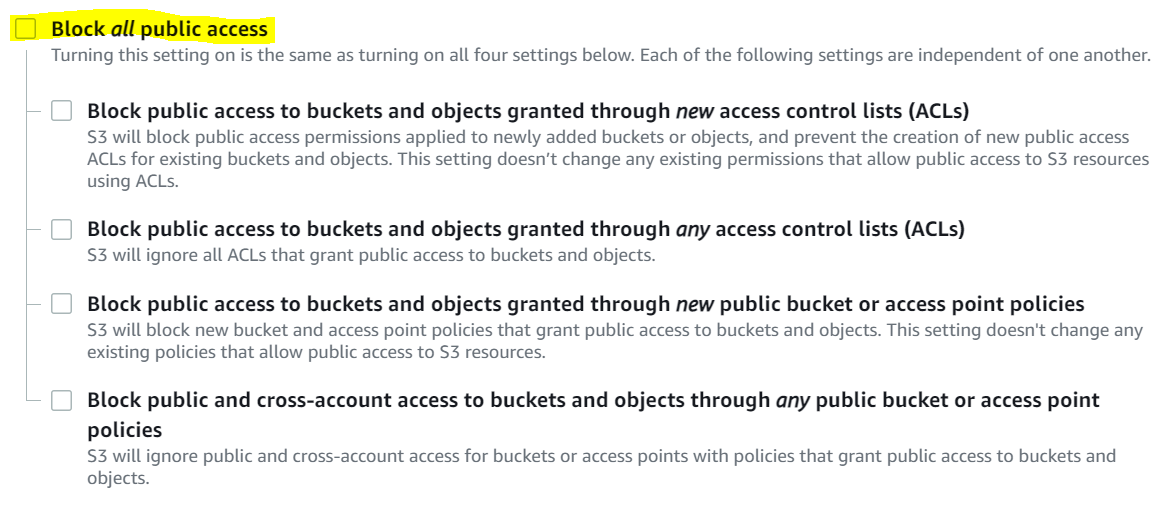 Block all public access
Turning this setting on is the same as turning on all four settings below. Each of the following settings are independent of one another.
Block public access to buckets and objects granted through new access control lists (ACLs)
S3 will block public access permissions applied to newly added buckets or objects, and prevent the creation of new public access
ACLs for existing buckets and objects. This setting doesn’t change any existing permissions that allow public access to S3 resources
using ACLs.
Block public access to buckets and objects granted through any access control lists (ACLs)
S3 will ignore all ACLs that grant public access to buckets and objects.
Block public access to buckets and objects granted through new public bucket or access point policies
S3 will block new bucket and access point policies that grant public access to buckets and objects. This setting doesn't change any
existing policies that allow public access to S3 resources.
Block public and cross-account access to buckets and objects through any public bucket or access point
policies
S3 will ignore public and cross-account access for buckets or access points with policies that grant public access to buckets and
objects.